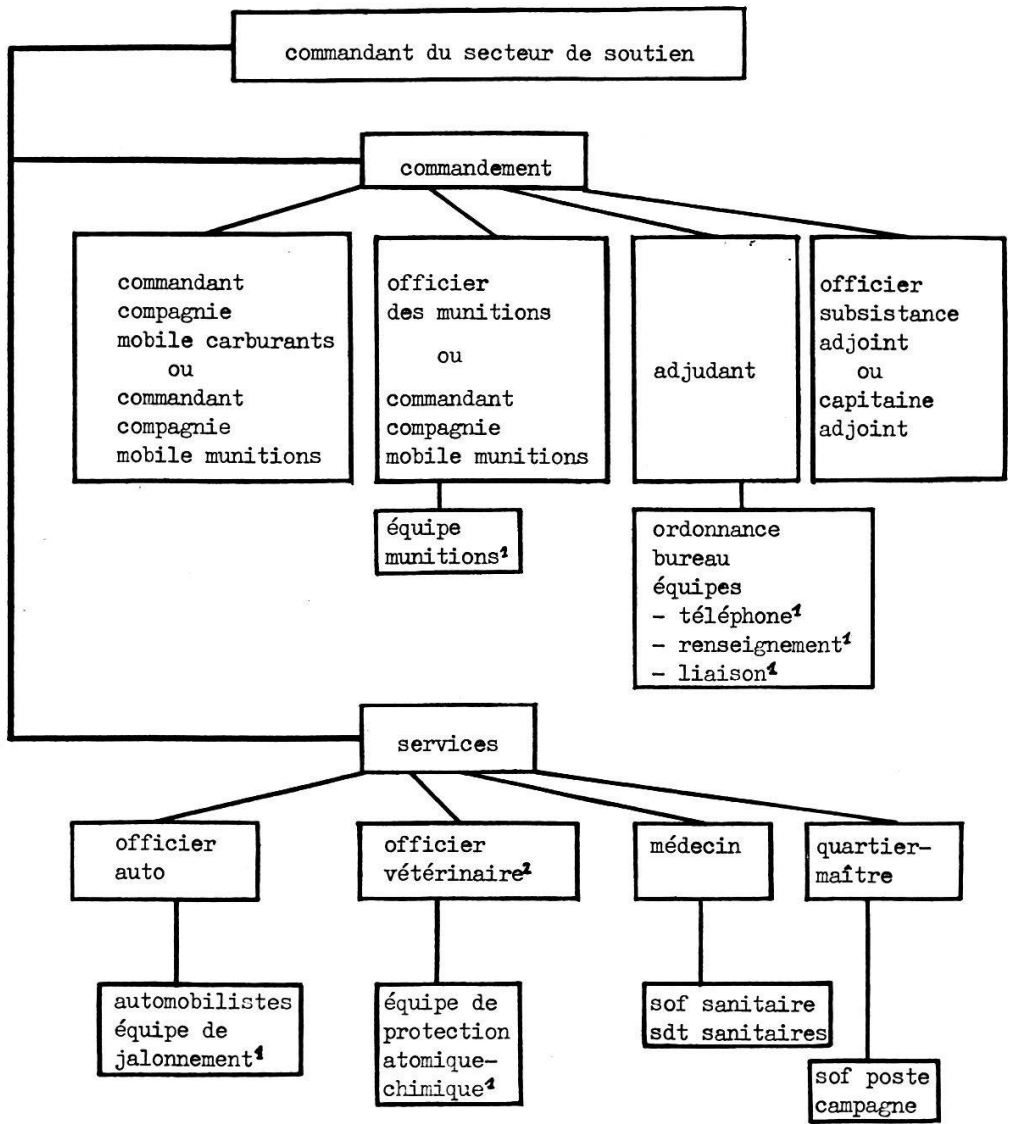 commandant du secteur de soutien
commandement
commandant
compagnie
mobile carburants
ou
commandant
compagnie
mobile munitions
officier
des munitions
ou
commandant
compagnie
mobile munitions
adjudant
officier
subsistance
adjoint
ou
capitaine
adjoint
équipe
munitions¹
ordonnance
bureau
équipes
- téléphone¹
- renseignement¹
- liaison¹
services
officier
auto
officier
vétérinaire²
médecin
quartier-
maître
automobilistes
équipe de
jalonnement¹
équipe de
protection
atomique-
chimique¹
sof sanitaire
sdt sanitaires
sof poste
campagne